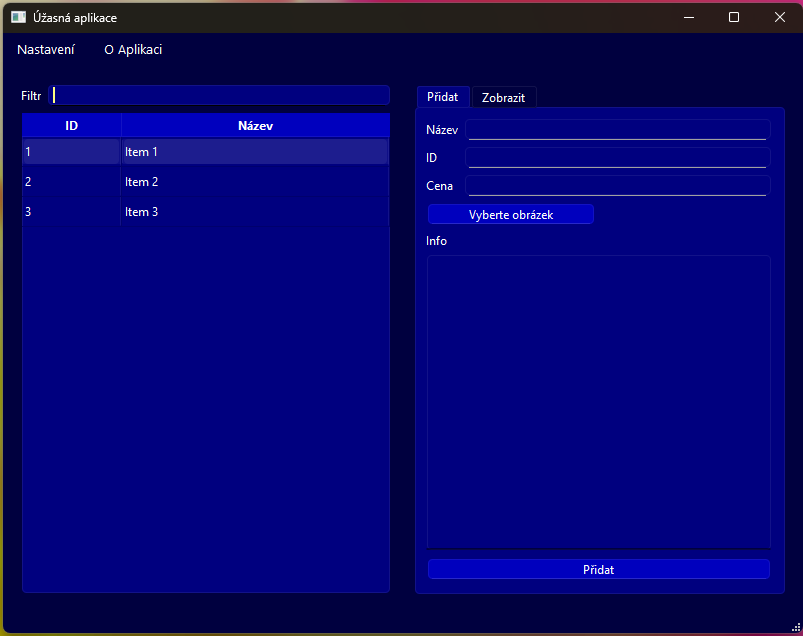 Úžasná aplikace
Nastavení O Aplikaci
Filtr
ID Název
1 Item 1
2 Item 2
3 Item 3
Přidat Zobrazit
Název
ID
Cena
Vyberte obrázek
Info
Přidat